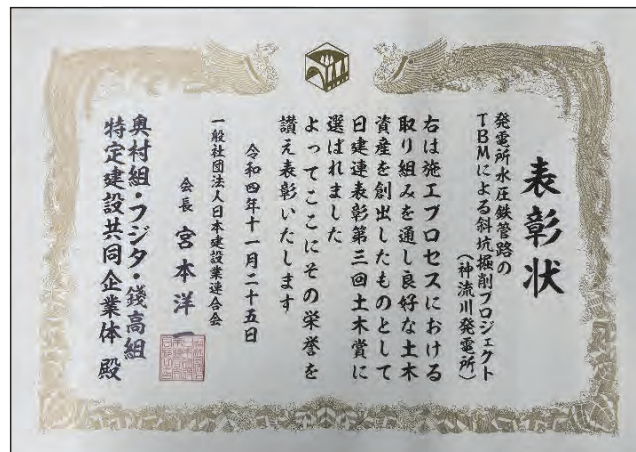 表彰状
発電所水圧鉄管路の
TBMによる斜坑掘削プロジェクト
(神流川発電所)
右は施工プロセスにおける
取り組みを通し良好な土木
資産を創出したものとして
日建連表彰第三回土木賞に
選ばれました
よってここにその栄誉を
讃え表彰いたします
令和四年十一月二十五日
一般社団法人日本建設業連合会
会長 宮本洋一
奥村組・フジタ・錢高組
特定建設共同企業体 殿